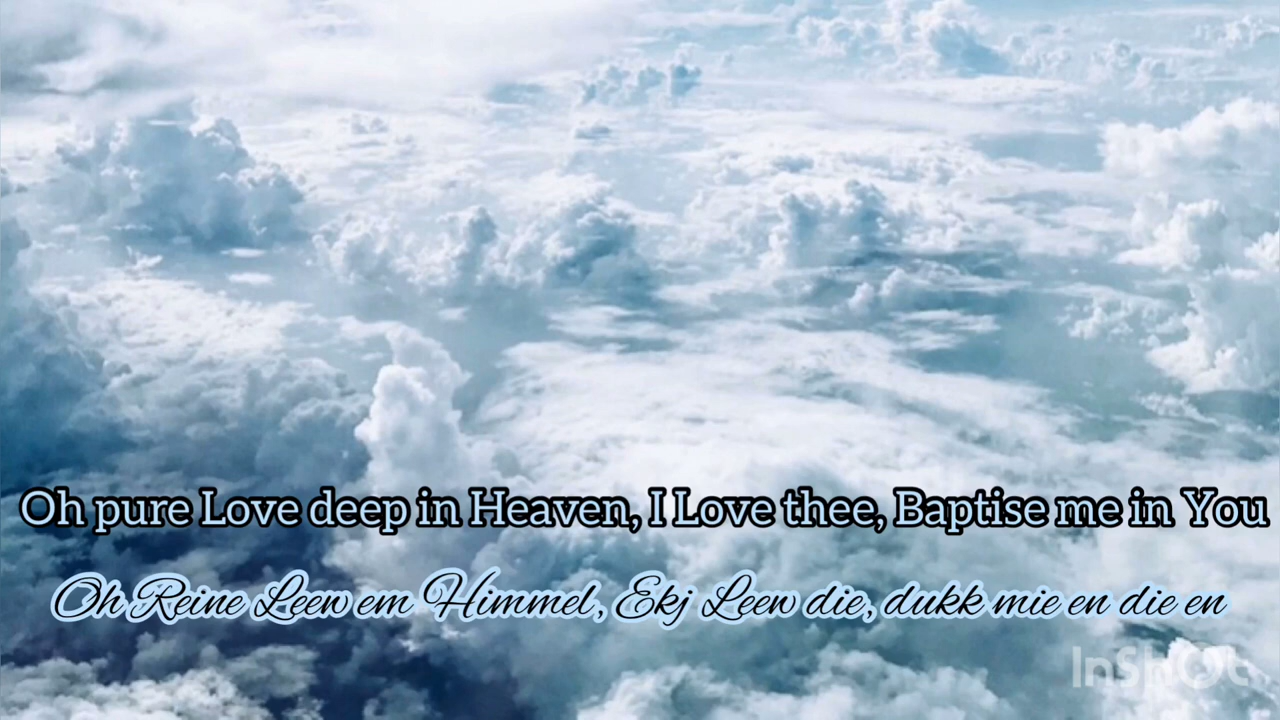 Oh pure Love deep in Heaven, I Love thee, Baptise me in You
Oh Reine Leew em Himmel, Ekj Leew die, dukk mie en die en
InShOt